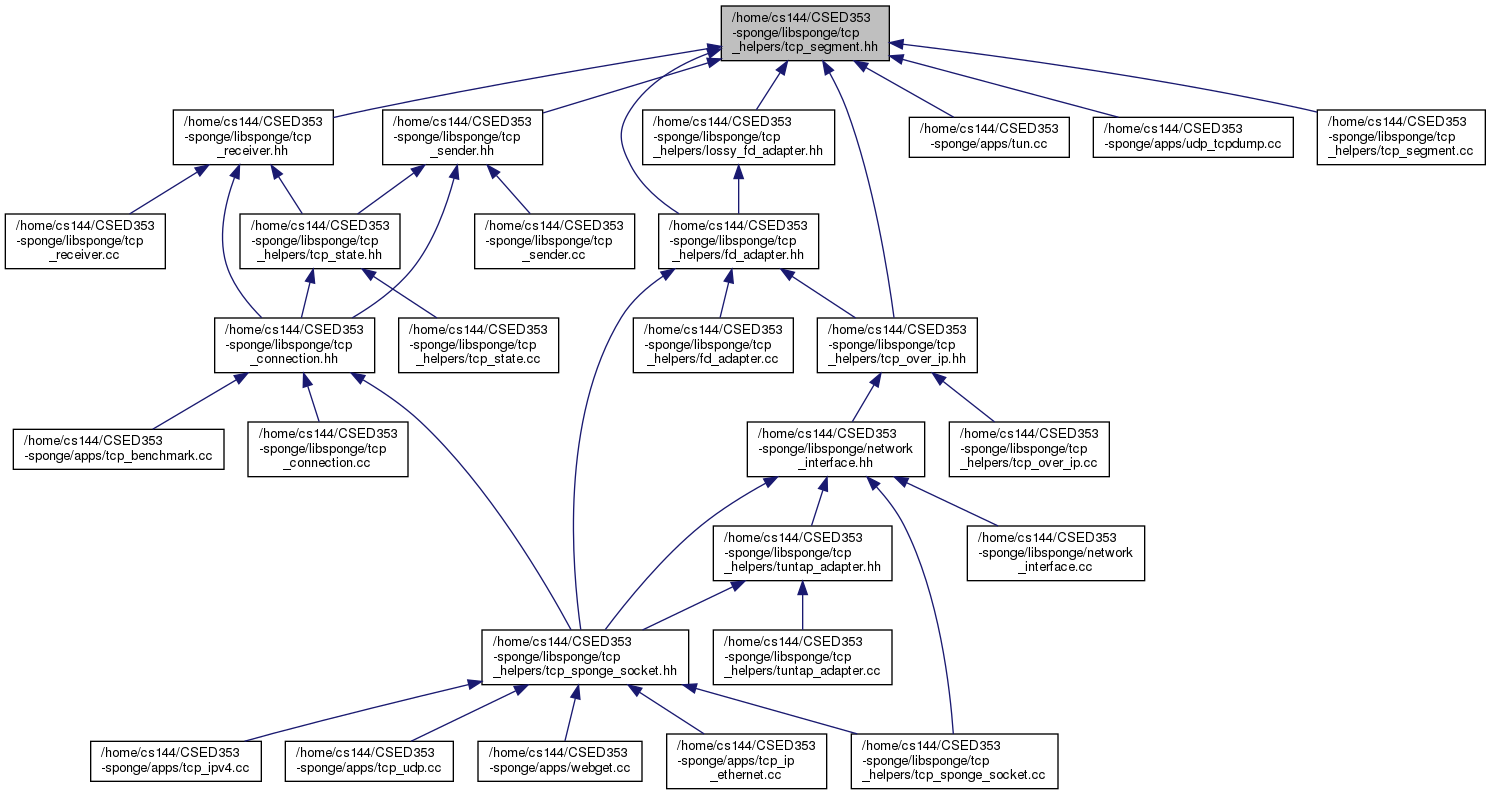 /home/cs144/CSED353
-sponge/libsponge/tcp
_helpers/tcp_segment.hh
/home/cs144/CSED353
-sponge/libsponge/tcp
_receiver.hh
/home/cs144/CSED353
-sponge/libsponge/tcp
_sender.hh
/home/cs144/CSED353
-sponge/libsponge/tcp
_helpers/lossy_fd_adapter.hh
/home/cs144/CSED353
-sponge/apps/tun.cc
/home/cs144/CSED353
-sponge/apps/udp_tcpdump.cc
/home/cs144/CSED353
-sponge/libsponge/tcp
_helpers/tcp_segment.cc
/home/cs144/CSED353
-sponge/libsponge/tcp
_receiver.cc
/home/cs144/CSED353
-sponge/libsponge/tcp
_helpers/tcp_state.hh
/home/cs144/CSED353
-sponge/libsponge/tcp
_sender.cc
/home/cs144/CSED353
-sponge/libsponge/tcp
_helpers/fd_adapter.hh
/home/cs144/CSED353
-sponge/libsponge/tcp
_connection.hh
/home/cs144/CSED353
-sponge/libsponge/tcp
_helpers/tcp_state.cc
/home/cs144/CSED353
-sponge/libsponge/tcp
_helpers/fd_adapter.cc
/home/cs144/CSED353
-sponge/libsponge/tcp
_helpers/tcp_over_ip.hh
/home/cs144/CSED353
-sponge/apps/tcp_benchmark.cc
/home/cs144/CSED353
-sponge/libsponge/tcp
_connection.cc
/home/cs144/CSED353
-sponge/libsponge/network
_interface.hh
/home/cs144/CSED353
-sponge/libsponge/tcp
_helpers/tcp_over_ip.cc
/home/cs144/CSED353
-sponge/libsponge/tcp
_helpers/tuntap_adapter.hh
/home/cs144/CSED353
-sponge/libsponge/network
_interface.cc
/home/cs144/CSED353
-sponge/libsponge/tcp
_helpers/tcp_sponge_socket.hh
/home/cs144/CSED353
-sponge/libsponge/tcp
_helpers/tuntap_adapter.cc
/home/cs144/CSED353
-sponge/apps/tcp_ipv4.cc
/home/cs144/CSED353
-sponge/apps/tcp_udp.cc
/home/cs144/CSED353
-sponge/apps/webget.cc
/home/cs144/CSED353
-sponge/apps/tcp_ip
_ethernet.cc
/home/cs144/CSED353
-sponge/libsponge/tcp
_helpers/tcp_sponge_socket.cc